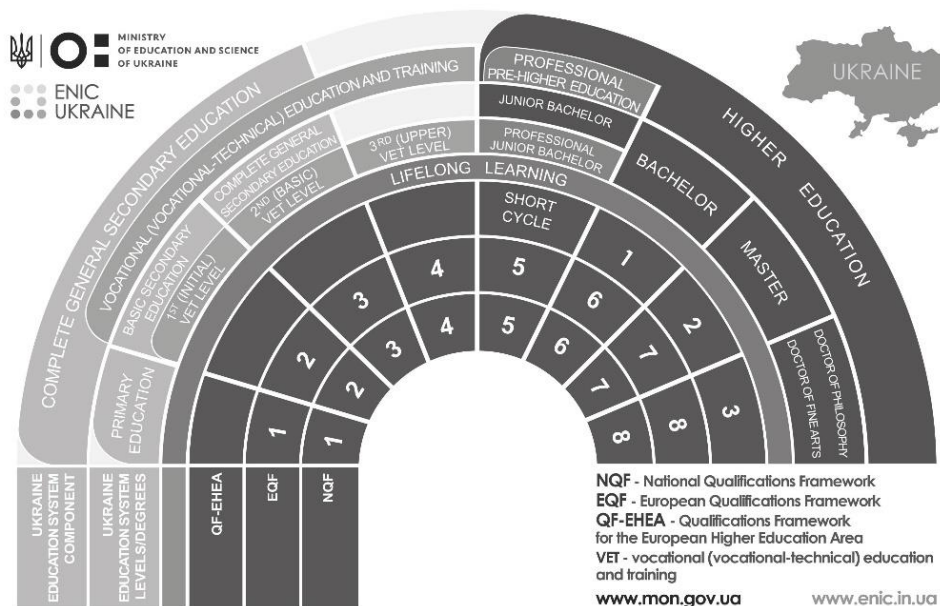 MINISTRY
OF EDUCATION AND SCIENCE
OF UKRAINE
ENIC
UKRAINE
UKRAINE
COMPLETE GENERAL SECONDARY EDUCATION
VOCATIONAL (VOCATIONAL-TECHNICAL) EDUCATION AND TRAINING
HIGHER EDUCATION
PROFESSIONAL
PRE-HIGHER EDUCATION
JUNIOR BACHELOR
PROFESSIONAL
JUNIOR BACHELOR
BACHELOR
MASTER
DOCTOR OF PHILOSOPHY
DOCTOR OF FINE ARTS
PRIMARY
EDUCATION
BASIC SECONDARY
EDUCATION
1ST (INITIAL)
VET LEVEL
COMPLETE GENERAL
SECONDARY EDUCATION
2ND (BASIC)
VET LEVEL
3RD (UPPER)
VET LEVEL
LIFELONG LEARNING
SHORT
CYCLE
1
2
3
1
2
3
4
5
6
7
8
1
2
3
4
5
6
7
8
UKRAINE
EDUCATION SYSTEM
COMPONENT
UKRAINE
EDUCATION SYSTEM
LEVELS/DEGREES
QF-EHEA
EQF
NQF
NQF - National Qualifications Framework
EQF - European Qualifications Framework
QF-EHEA - Qualifications Framework
for the European Higher Education Area
VET - vocational (vocational-technical) education
and training
www.mon.gov.ua www.enic.in.ua